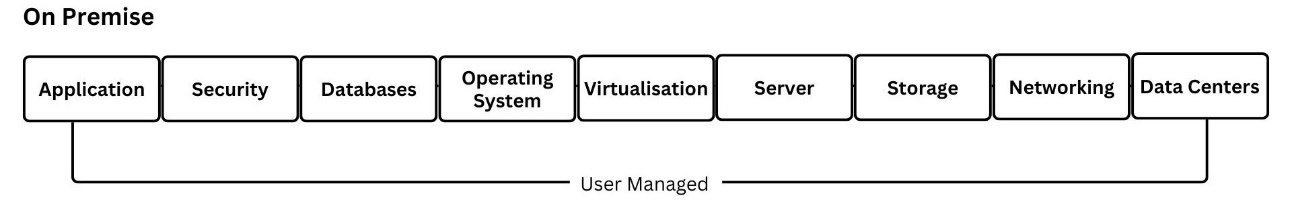 On Premise
Application
Security
Databases
Operating
System
Virtualisation
Server
Storage
Networking
Data Centers
User Managed